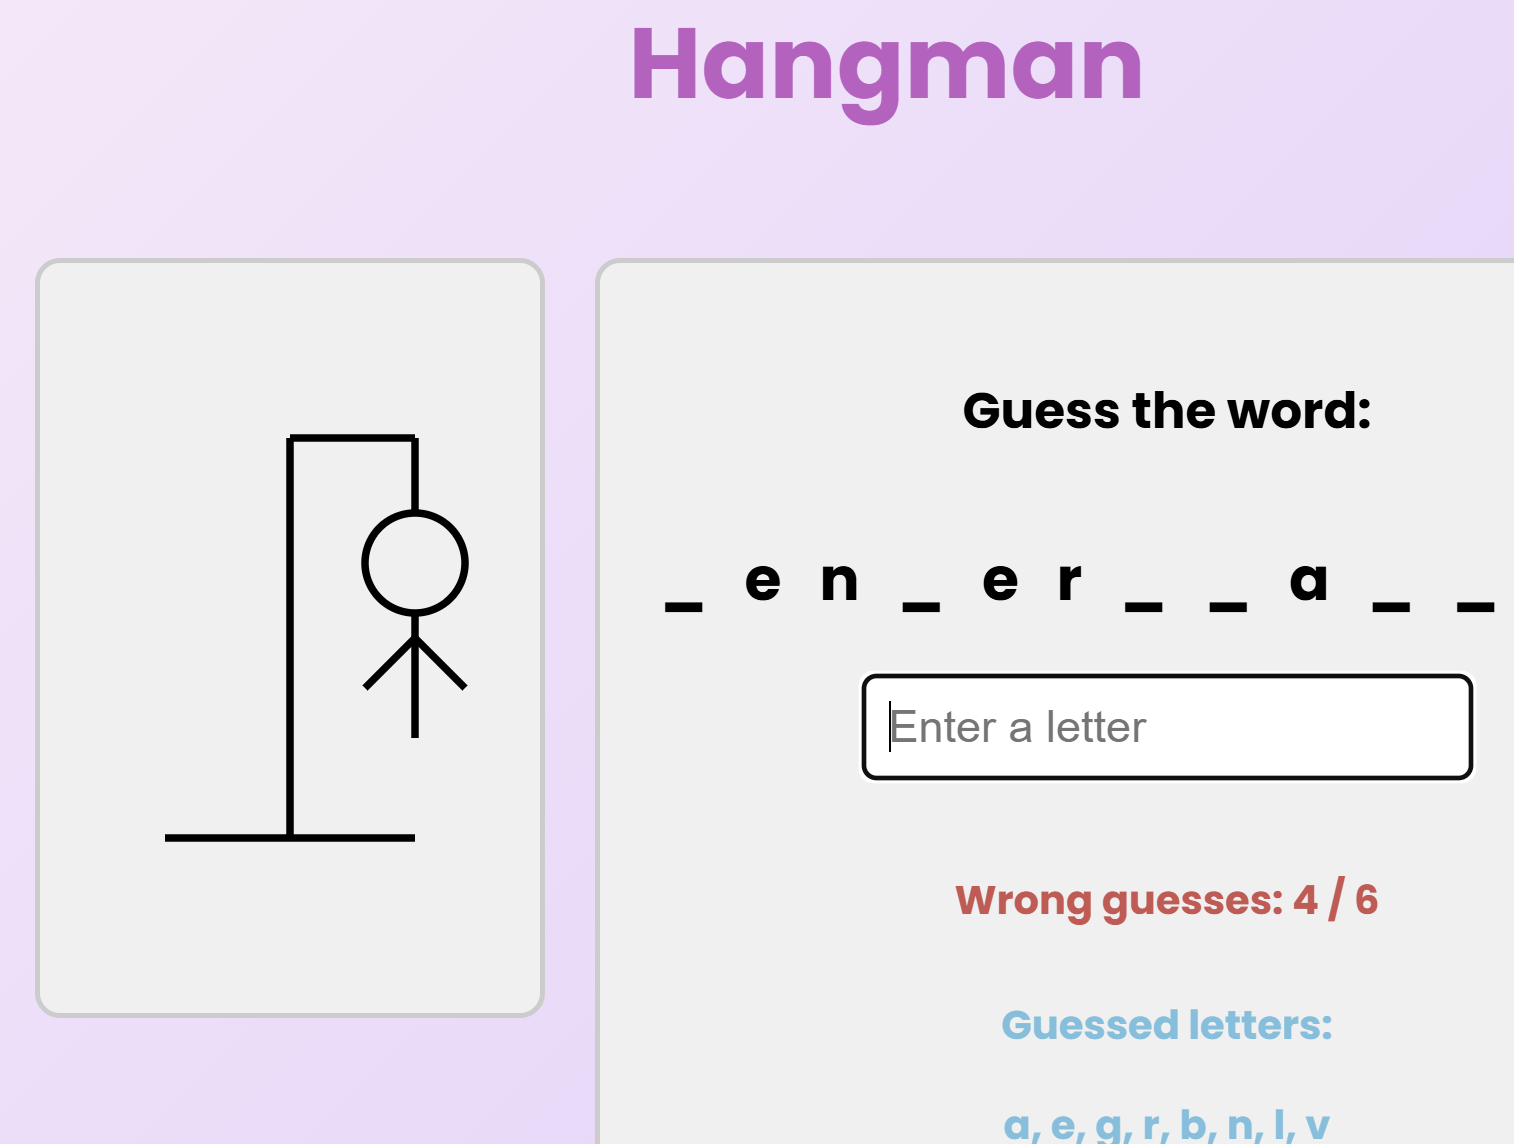 Hangman
Guess the word:
_ e n _ e r _ _ a _ _
Enter a letter
Wrong guesses: 4 / 6
Guessed letters:
a, e, g, r, b, n, l, v